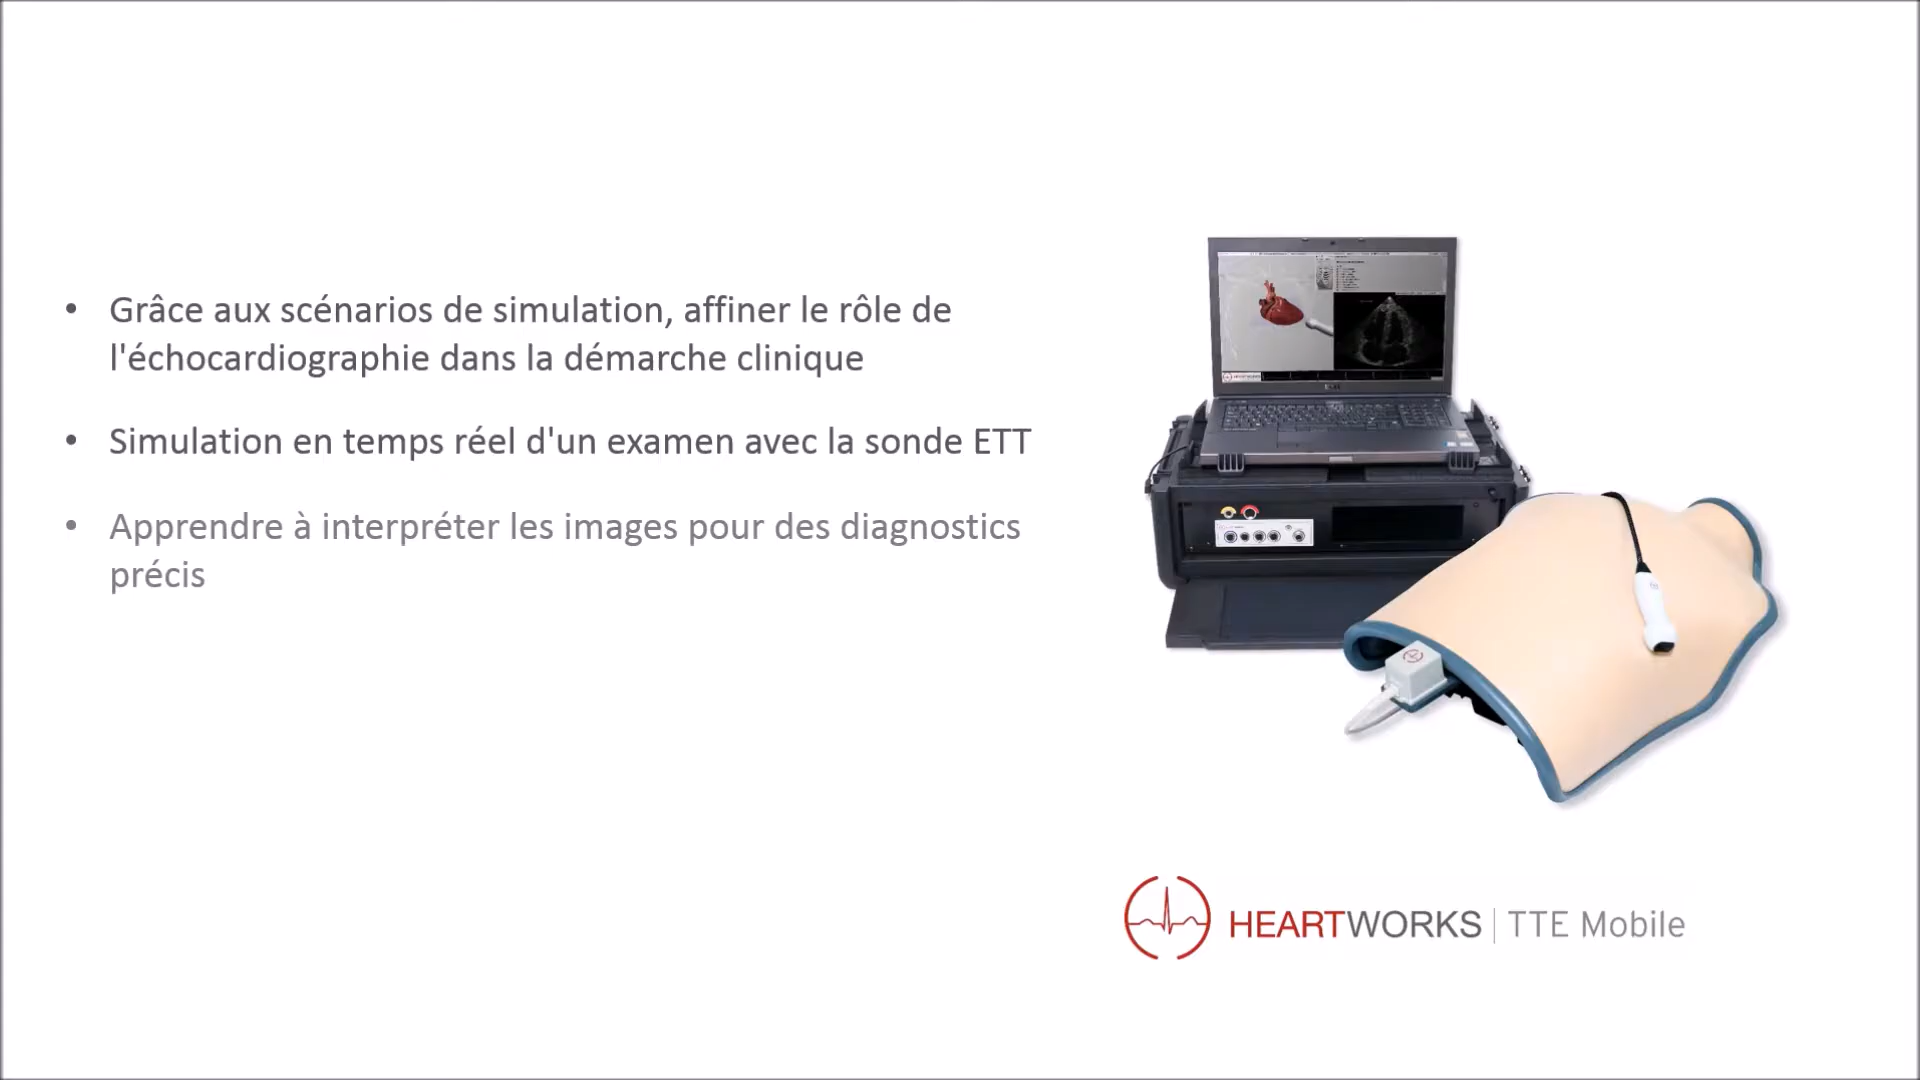 • Grâce aux scénarios de simulation, affiner le rôle de
l'échocardiographie dans la démarche clinique
• Simulation en temps réel d'un examen avec la sonde ETT
• Apprendre à interpréter les images pour des diagnostics
précis
HEARTWORKS | TTE Mobile